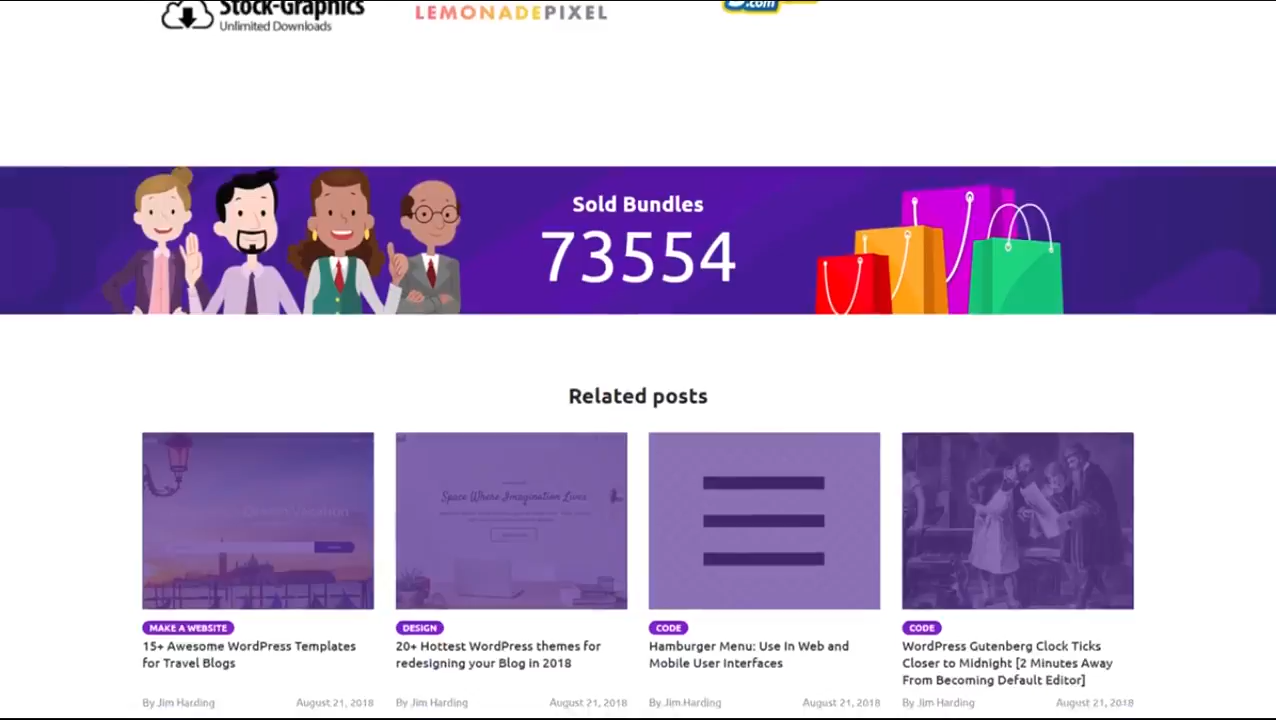 Stock-Graphics
Unlimited Downloads
LEMONADEPIXEL
.com
Sold Bundles
73554
Related posts
Space Where Imagination Lives
MAKE A WEBSITE
15+ Awesome WordPress Templates
for Travel Blogs
By Jim Harding
August 21, 2018
DESIGN
20+ Hottest WordPress themes for
redesigning your Blog in 2018
By Jim Harding
August 21, 2018
CODE
Hamburger Menu: Use In Web and
Mobile User Interfaces
By Jim Harding
August 21, 2018
CODE
WordPress Gutenberg Clock Ticks
Closer to Midnight [2 Minutes Away
From Becoming Default Editor]
By Jim Harding
August 21, 2018